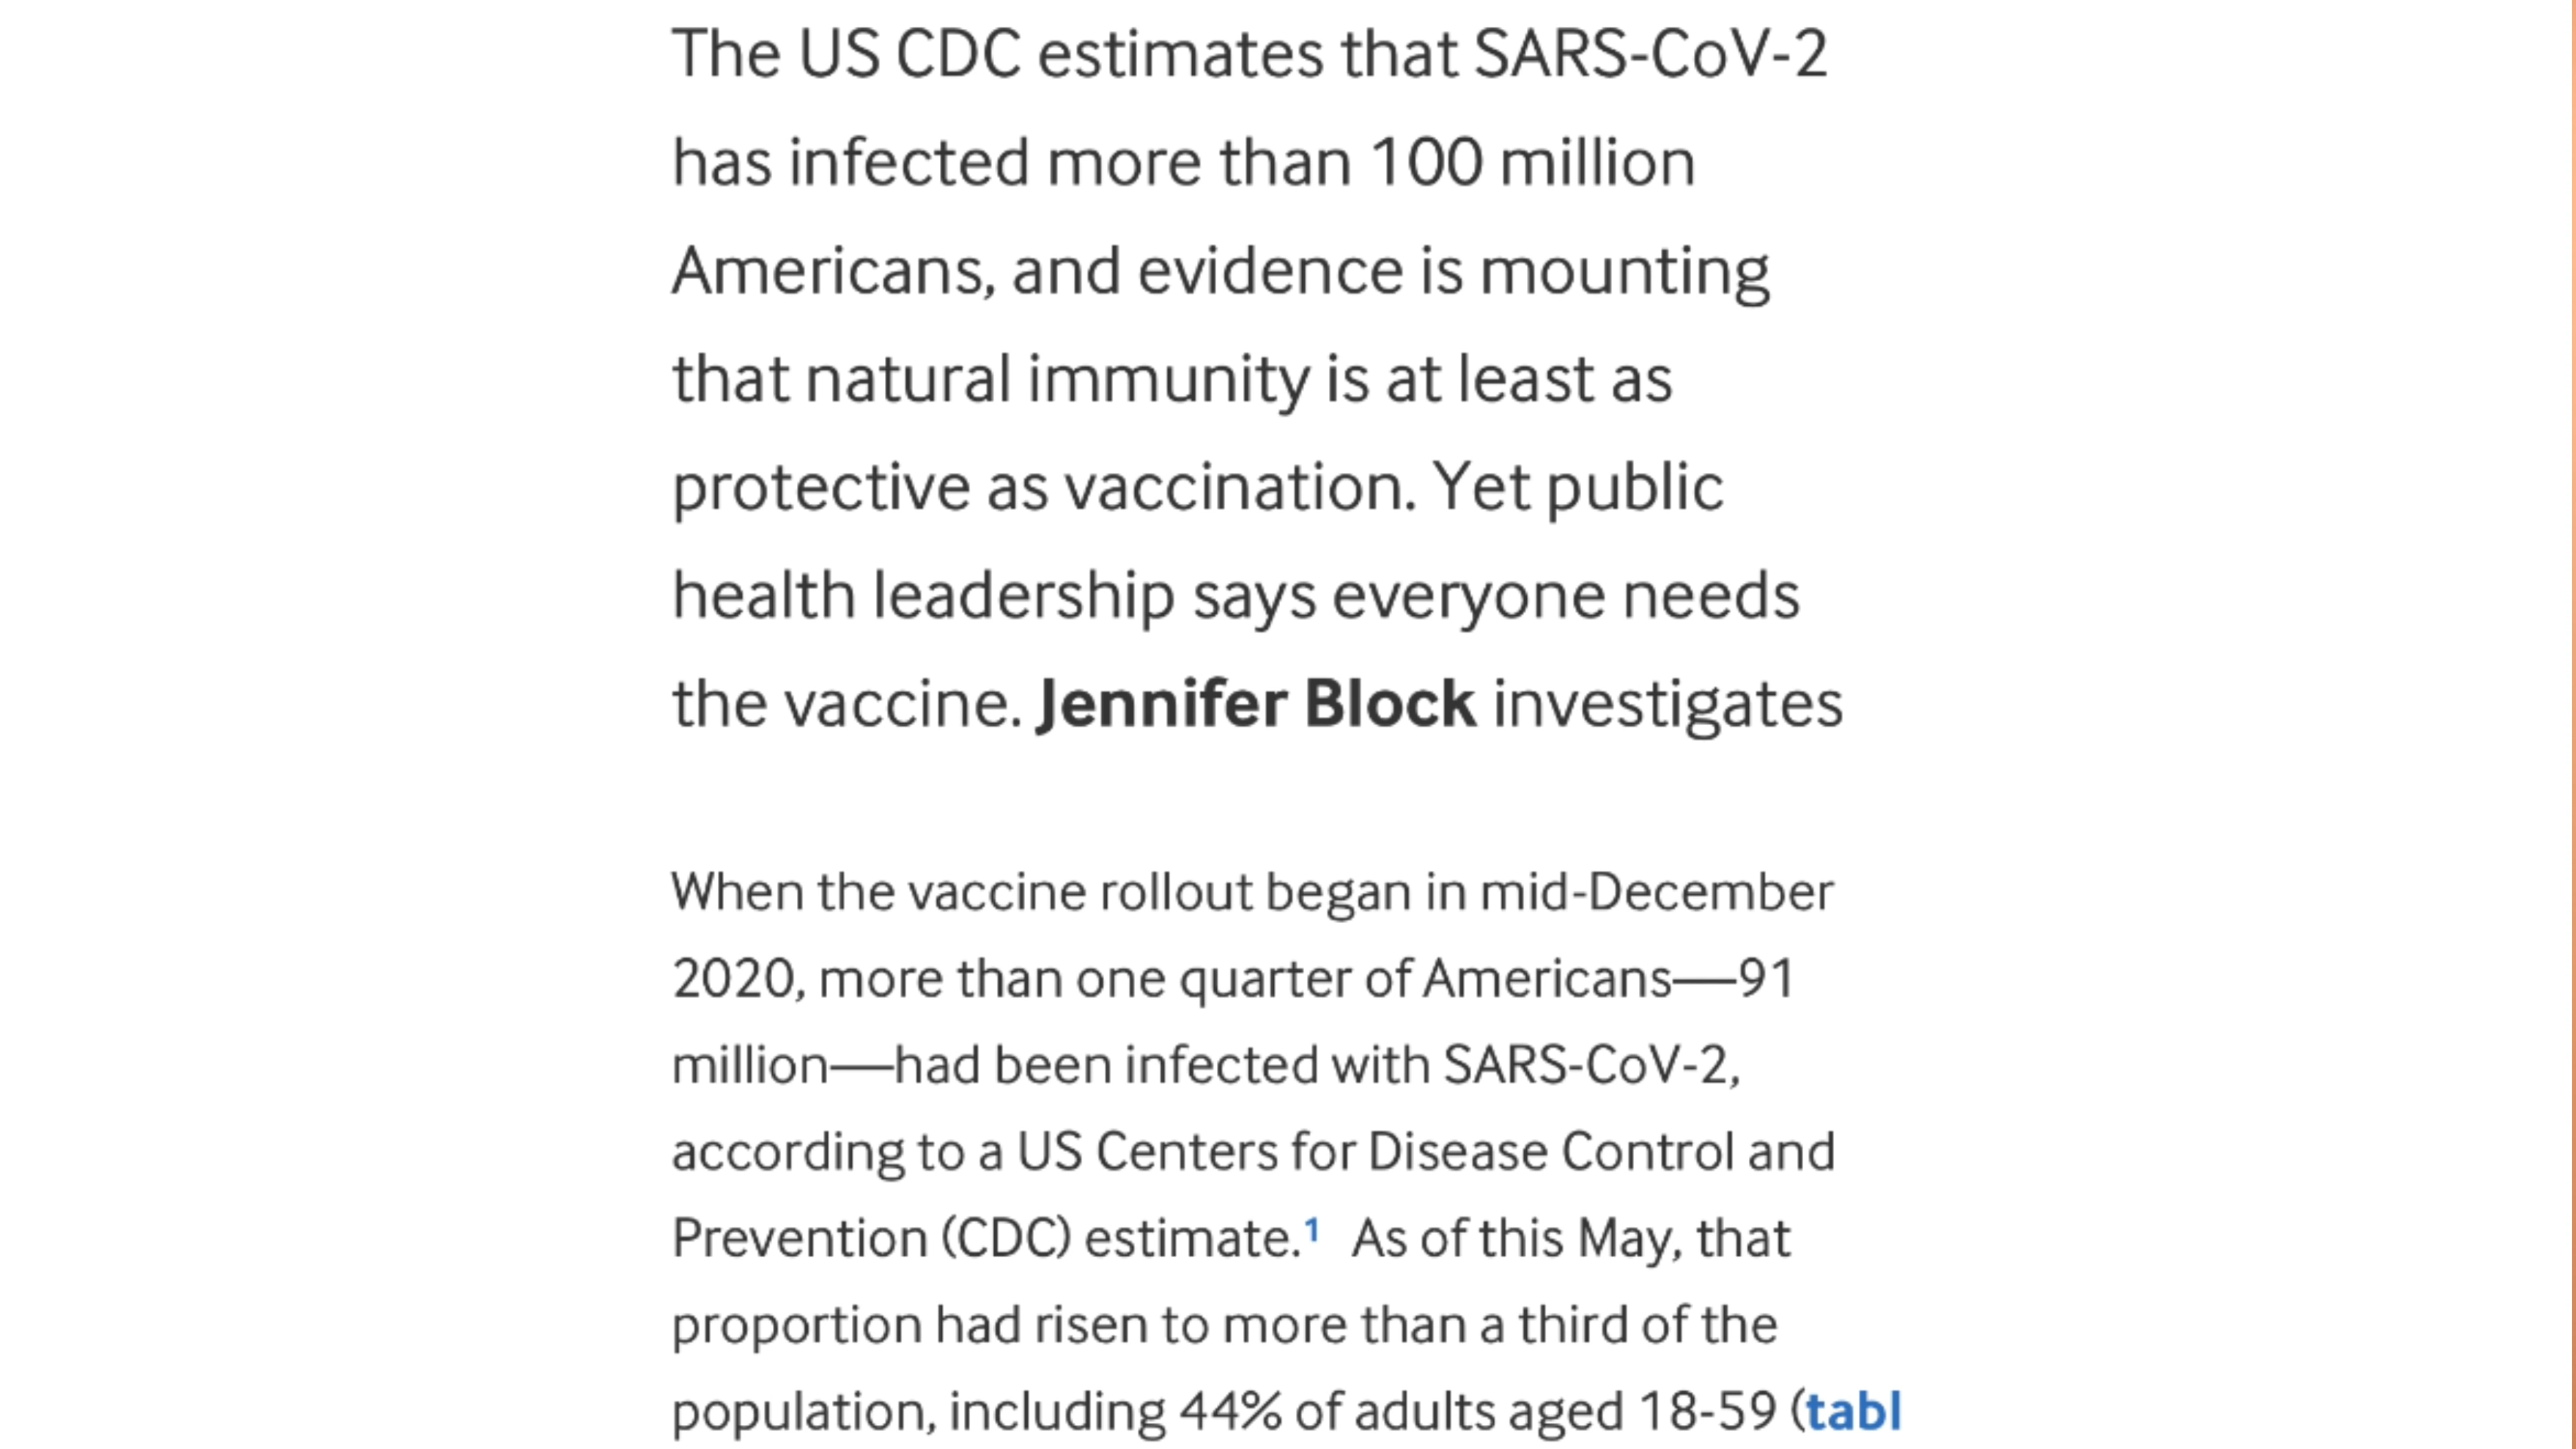 The US CDC estimates that SARS-CoV-2
has infected more than 100 million
Americans, and evidence is mounting
that natural immunity is at least as
protective as vaccination. Yet public
health leadership says everyone needs
the vaccine. Jennifer Block investigates
When the vaccine rollout began in mid-December
2020, more than one quarter of Americans—91
million—had been infected with SARS-CoV-2,
according to a US Centers for Disease Control and
Prevention (CDC) estimate.1 As of this May, that
proportion had risen to more than a third of the
population, including 44% of adults aged 18-59 (tabl